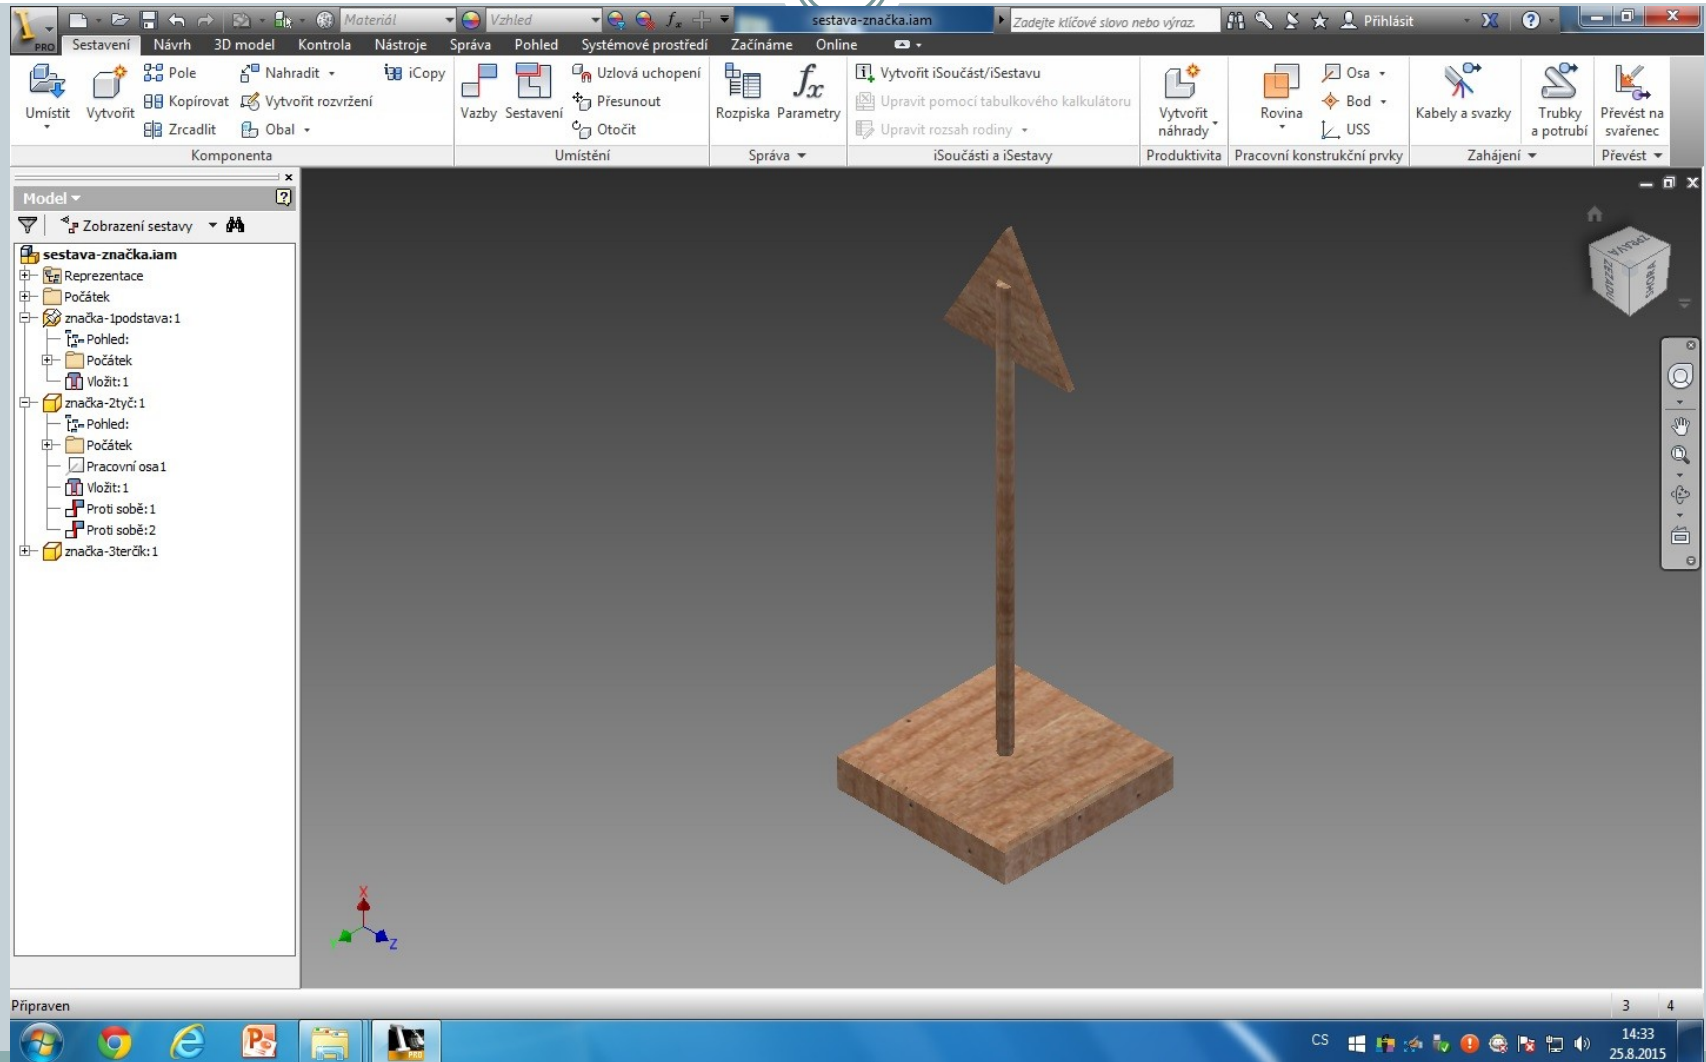 Materiál Vzhled sestava-značka.iam Zadejte klíčové slovo nebo výraz. Přihlásit
PRO Sestavení Návrh 3D model Kontrola Nástroje Správa Pohled Systémové prostředí Začínáme Online
Umístit
Vytvořit
Pole
Kopírovat
Zrcadlit
Nahradit
Vytvořit rozvržení
Obal
iCopy
Komponenta
Vazby
Sestavení
Uzlová uchopení
Přesunout
Otočit
Umístění
Rozpiska
fx
Parametry
Správa
Vytvořit iSoučást/iSestavu
Upravit pomocí tabulkového kalkulátoru
Upravit rozsah rodiny
iSoučásti a iSestavy
Vytvořit
náhrady
Produktivita
Rovina
Osa
Bod
USS
Pracovní konstrukční prvky
Kabely a svazky
Trubky
a potrubí
Zahájení
Převést na
svařenec
Převést
Model
Zobrazení sestavy
sestava-značka.iam
Reprezentace
Počátek
značka-1podstava:1
Pohled:
Počátek
Vložit:1
značka-2tyč:1
Pohled:
Počátek
Pracovní osa1
Vložit:1
Proti sobě:1
Proti sobě:2
značka-3terčík:1
ZPRAVA
ZEZADU
SHORA
X
Y
Z
Připraven 3 4
CS
14:33
25.8.2015